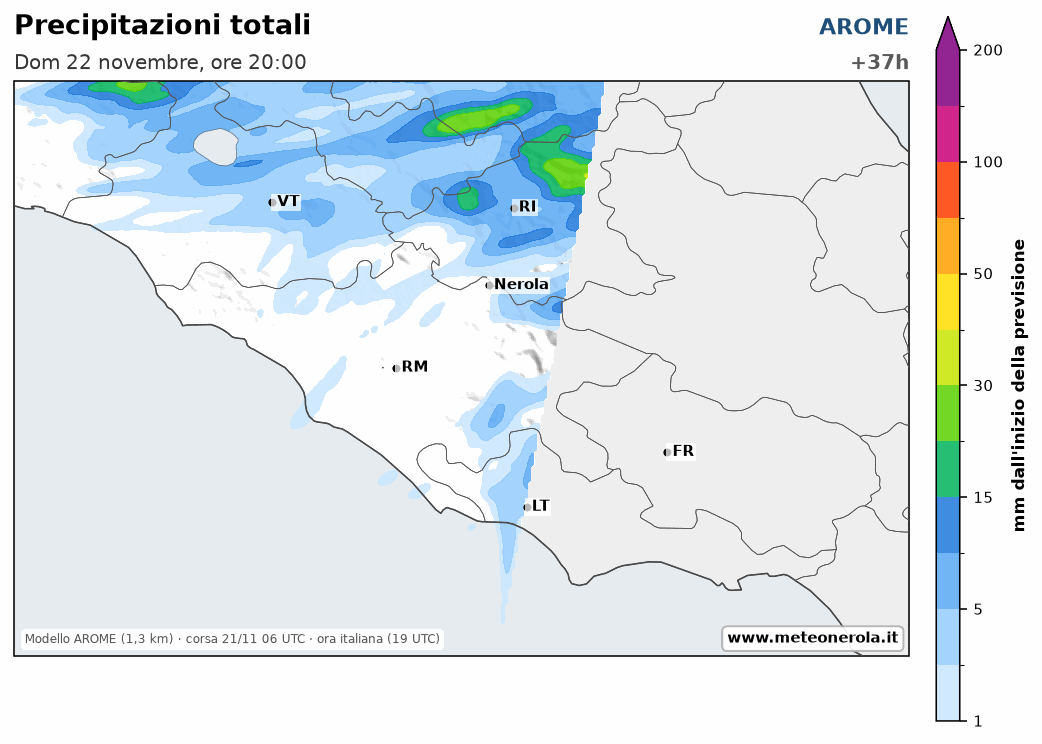 Precipitazioni totali
AROME
Dom 22 novembre, ore 20:00
+37h
200
100
50
30
15
5
1
mm dall'inizio della previsione
VT
RI
Nerola
RM
FR
LT
Modello AROME (1,3 km) · corsa 21/11 06 UTC · ora italiana (19 UTC)
www.meteonerola.it